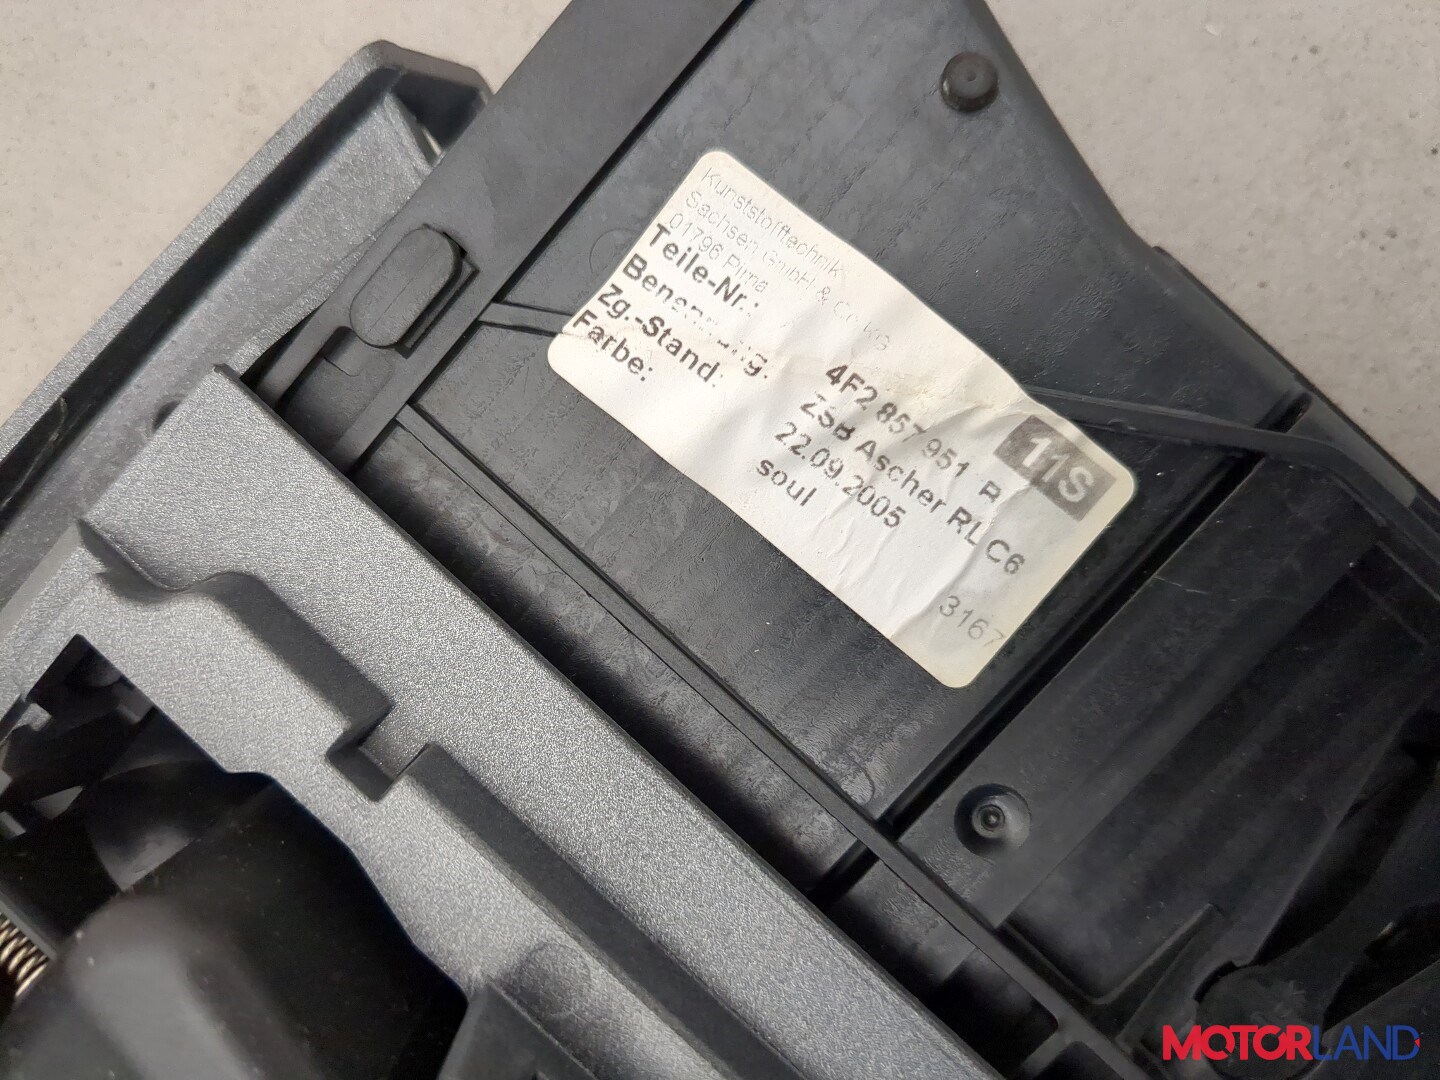 Kunststofftechnik
Sachsen GmbH & Co KG
01796 Pirna
Teile-Nr.: 4F2 857 951 B 11S
Benennung: ZSB Ascher RL C6
Zg.-Stand: 22.09.2005
Farbe: soul
3167
MOTORLAND